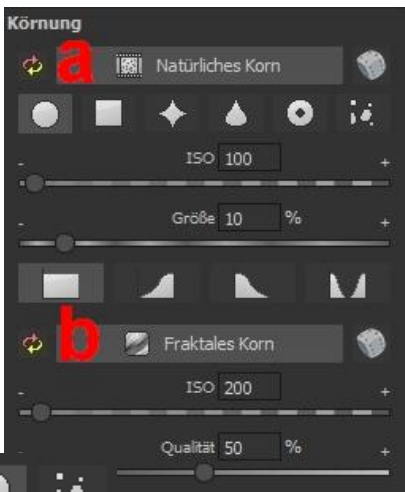 Körnung
a Natürliches Korn
- ISO 100 +
- Größe 10 % +
b Fraktales Korn
- ISO 200 +
- Qualität 50 %